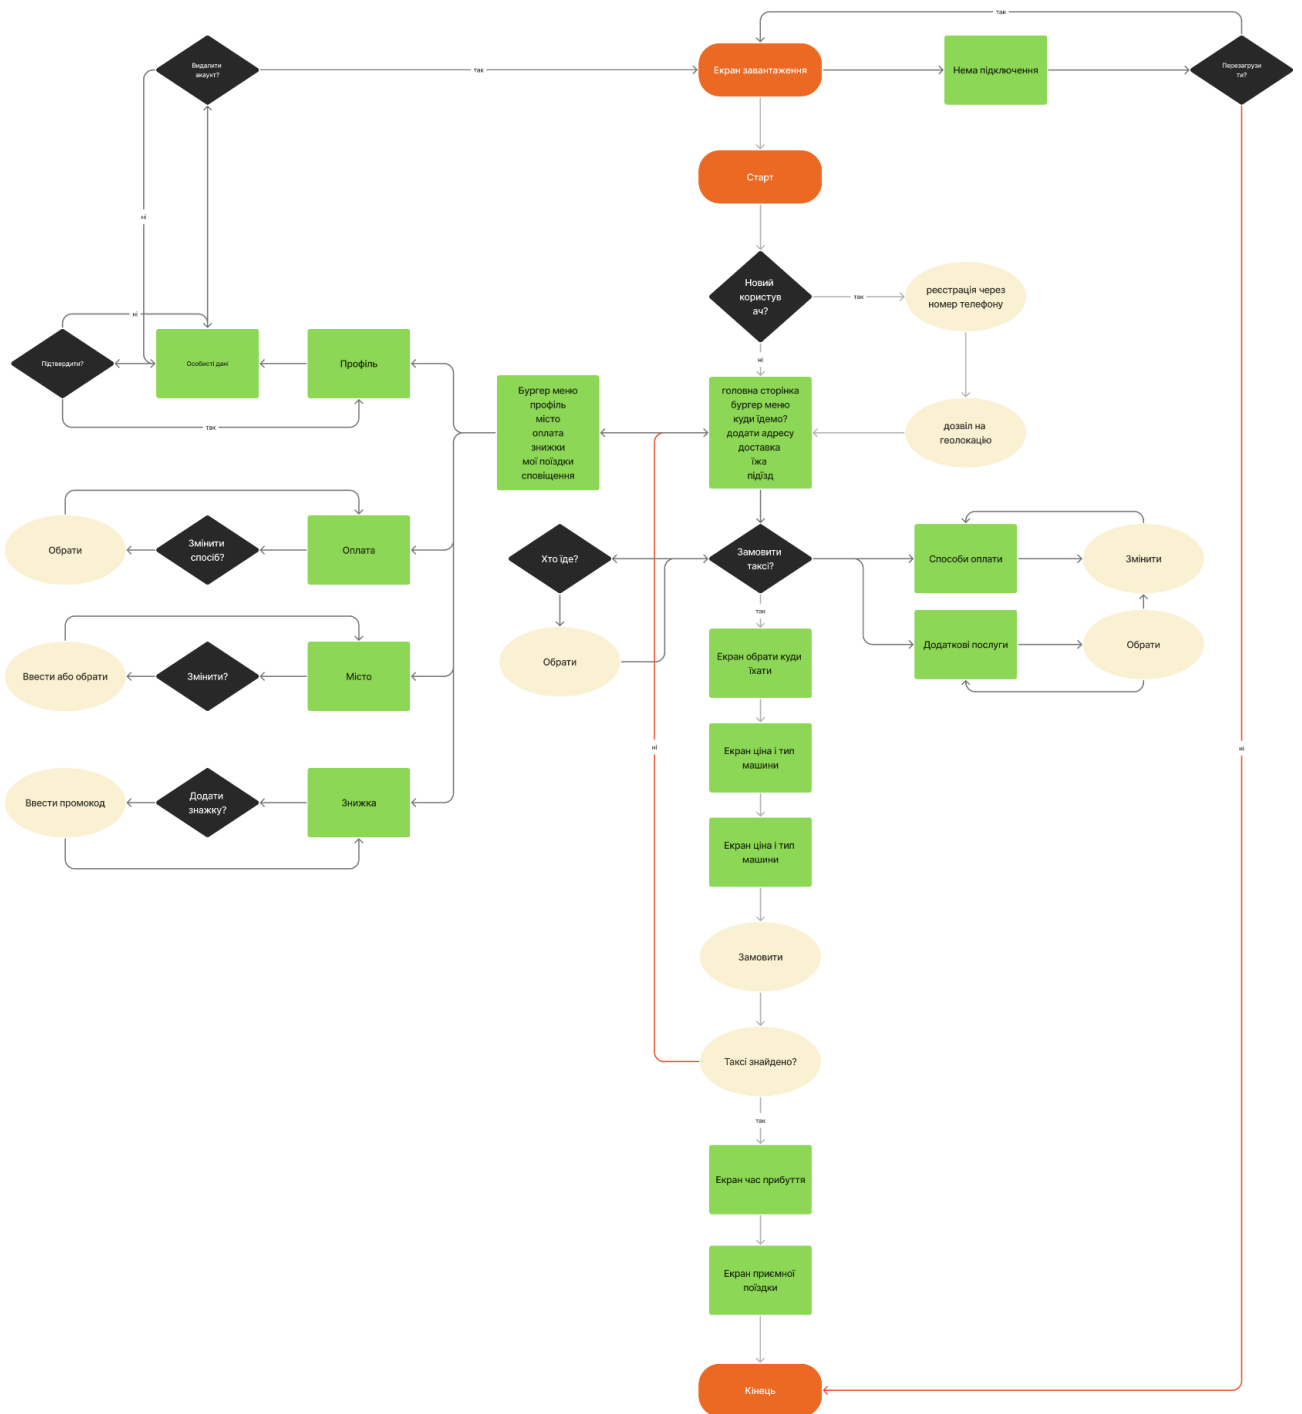 так
Видалити
акаунт?
так
Екран завантаження
Нема підключення
Перезагрузи
ти?
Старт
ні
Новий
користув
ач?
так
реєстрація через
номер телефону
ні
Підтвердити?
Особисті дані
Профіль
ні
так
Бургер меню
профіль
місто
оплата
знижки
мої поїздки
сповіщення
головна сторінка
бургер меню
куди їдемо?
додати адресу
доставка
їжа
підїзд
дозвіл на
геолокацію
Обрати
Змінити
спосіб?
Оплата
Хто їде?
Замовити
таксі?
Способи оплати
Змінити
так
Ввести або обрати
Змінити?
Місто
Обрати
Екран обрати куди
їхати
Додаткові послуги
Обрати
ні
Екран ціна і тип
машини
ні
Ввести промокод
Додати
знажку?
Знижка
Екран ціна і тип
машини
Замовити
Таксі знайдено?
так
Екран час прибуття
Екран приємної
поїздки
Кінець